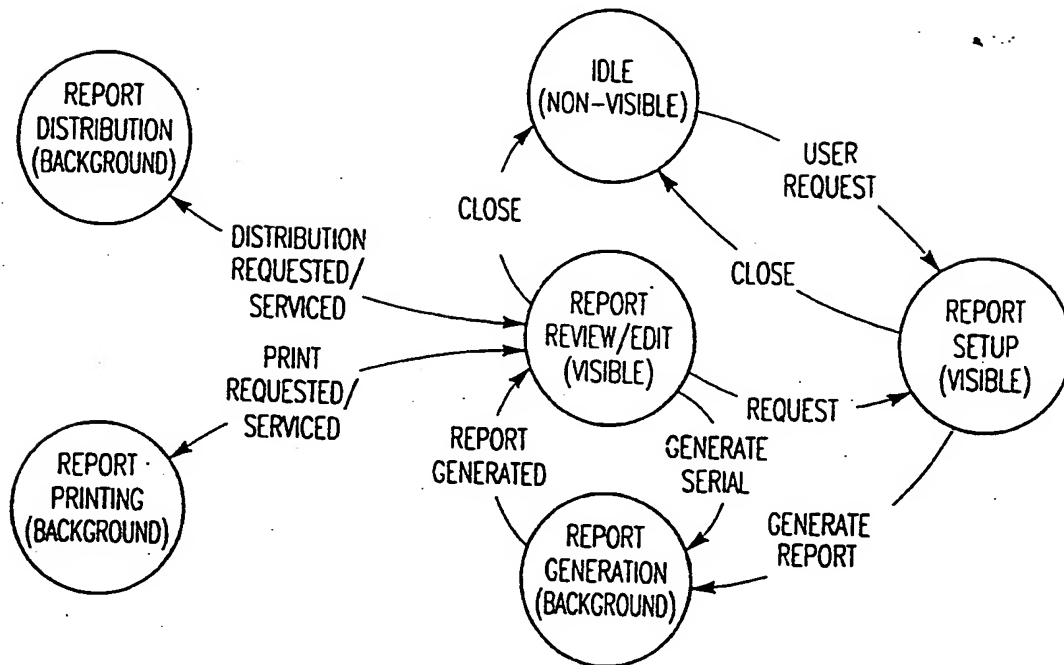 REPORT
DISTRIBUTION
(BACKGROUND)
IDLE
(NON-VISIBLE)
USER
REQUEST
CLOSE
CLOSE
DISTRIBUTION
REQUESTED/
SERVICED
REPORT
REVIEW/EDIT
(VISIBLE)
REPORT
SETUP
(VISIBLE)
PRINT
REQUESTED/
SERVICED
REQUEST
REPORT
GENERATED
GENERATE
SERIAL
REPORT
PRINTING
(BACKGROUND)
GENERATE
REPORT
REPORT
GENERATION
(BACKGROUND)